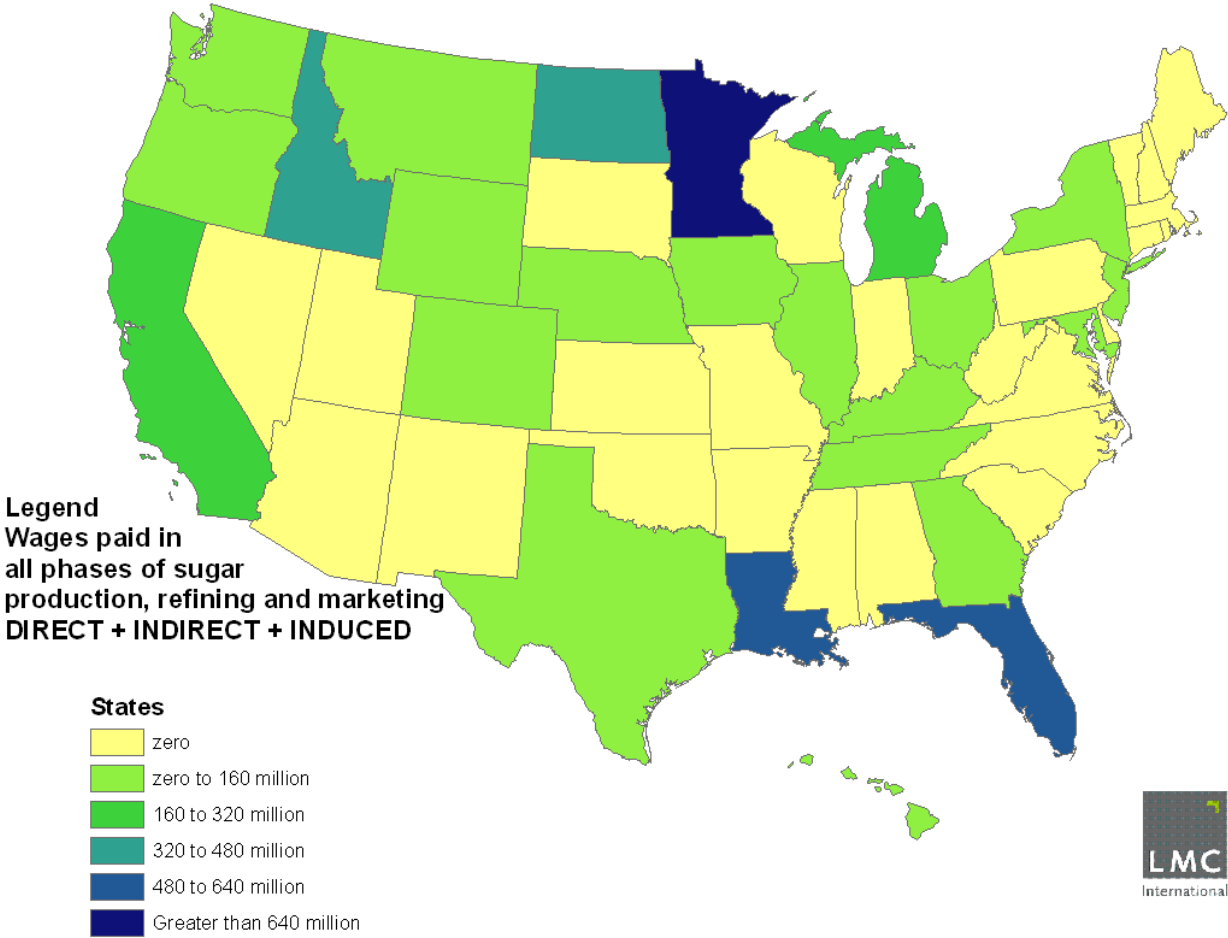 Legend
Wages paid in
all phases of sugar
production, refining and marketing
DIRECT + INDIRECT + INDUCED
States
zero
zero to 160 million
160 to 320 million
320 to 480 million
480 to 640 million
Greater than 640 million
LMC
International